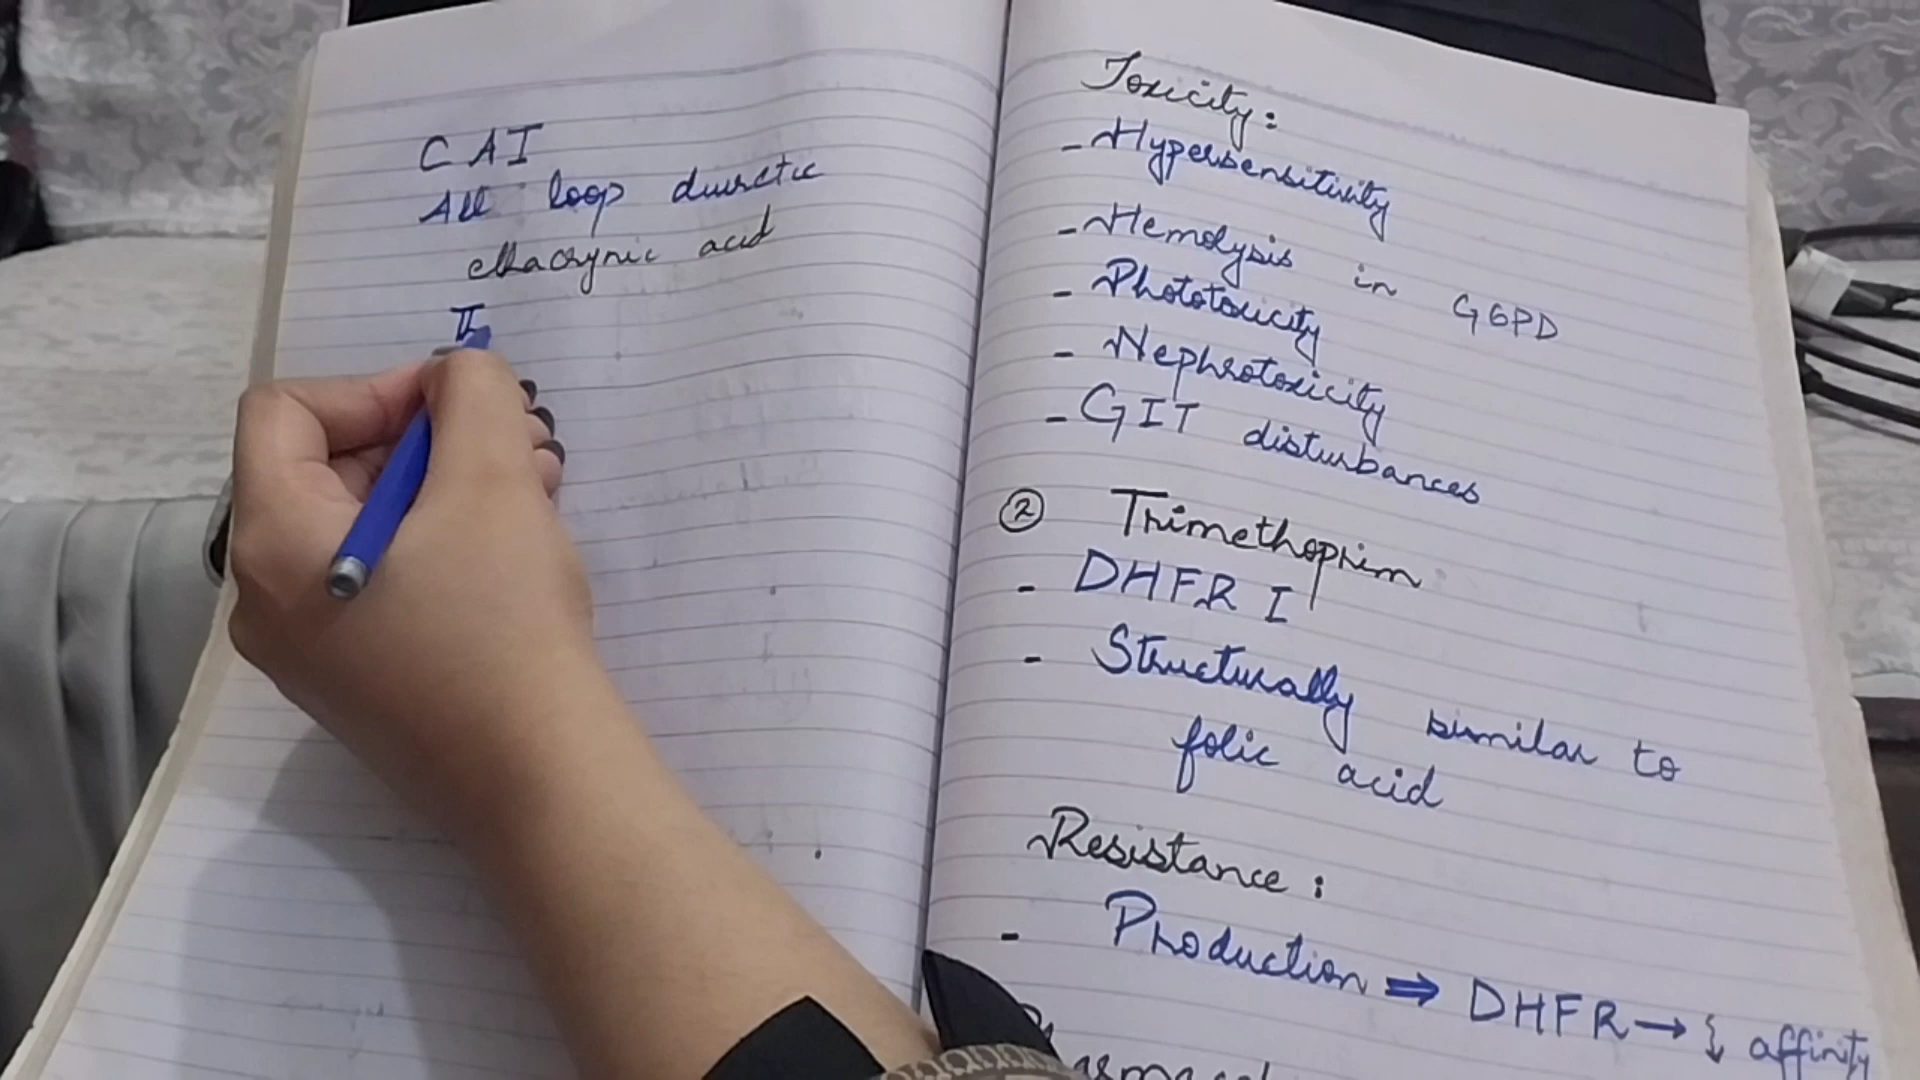 CAI
All loop diuretic
ethacrynic acid
Toxicity:
- Hypersensitivity
- Hemolysis in G6PD
- Phototoxicity
- Nephrotoxicity
- GIT disturbances
② Trimethoprim
- DHFR I
- Structurally similar to
folic acid
Resistance:
- Production ⇒ DHFR → ↓ affinity